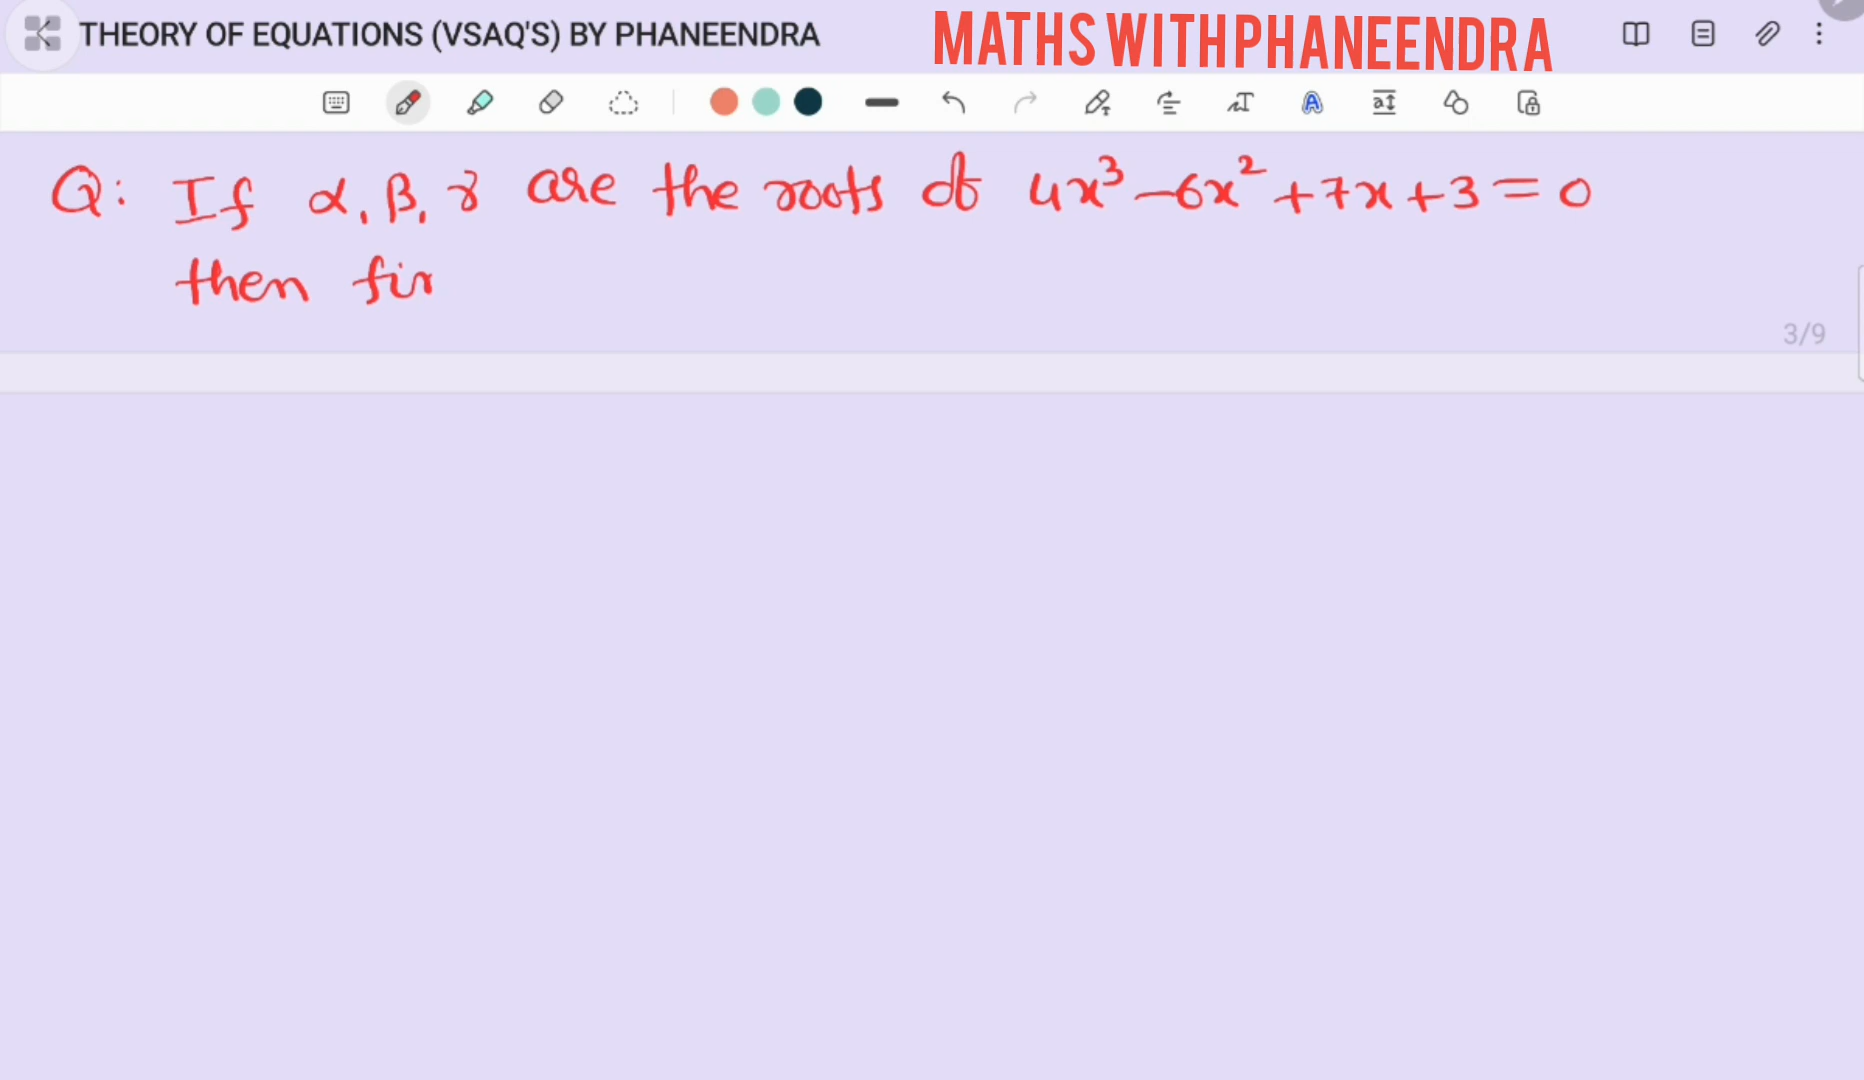 THEORY OF EQUATIONS (VSAQ'S) BY PHANEENDRA
MATHS WITH PHANEENDRA
Q: If α, β, γ are the roots of 4x³-6x²+7x+3=0
then fin
3/9